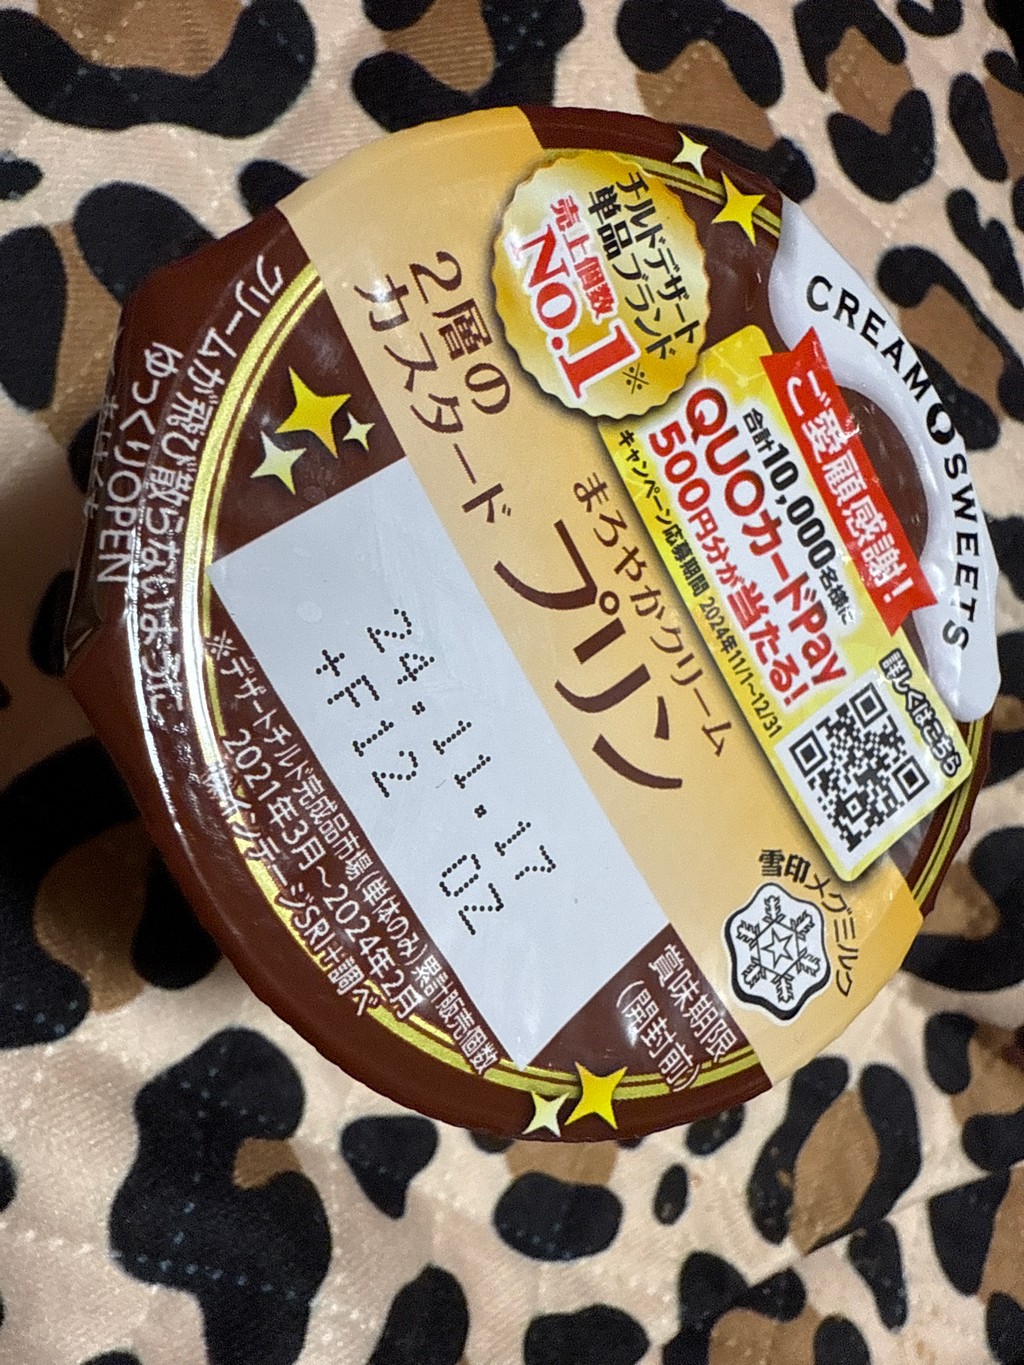 CREAM SWEETS
チルドデザート
単品ブランド
売上個数
NO.1※
ご愛顧感謝!
合計10,000名様に
QUOカードPay
500円分が当たる!
キャンペーン応募期間 2024年11/1~12/31
詳しくはこちら
2層の
カスタード
プリン
まろやかクリーム
雪印メグミルク
24.11.17
+F12 02
賞味期限
(開封前)
クリームが飛び散らないように
ゆっくりOPEN
※デザートチルド完成品市場(単体のみ)累計販売個数
2021年3月~2024年2月
インテージSRI+調べ